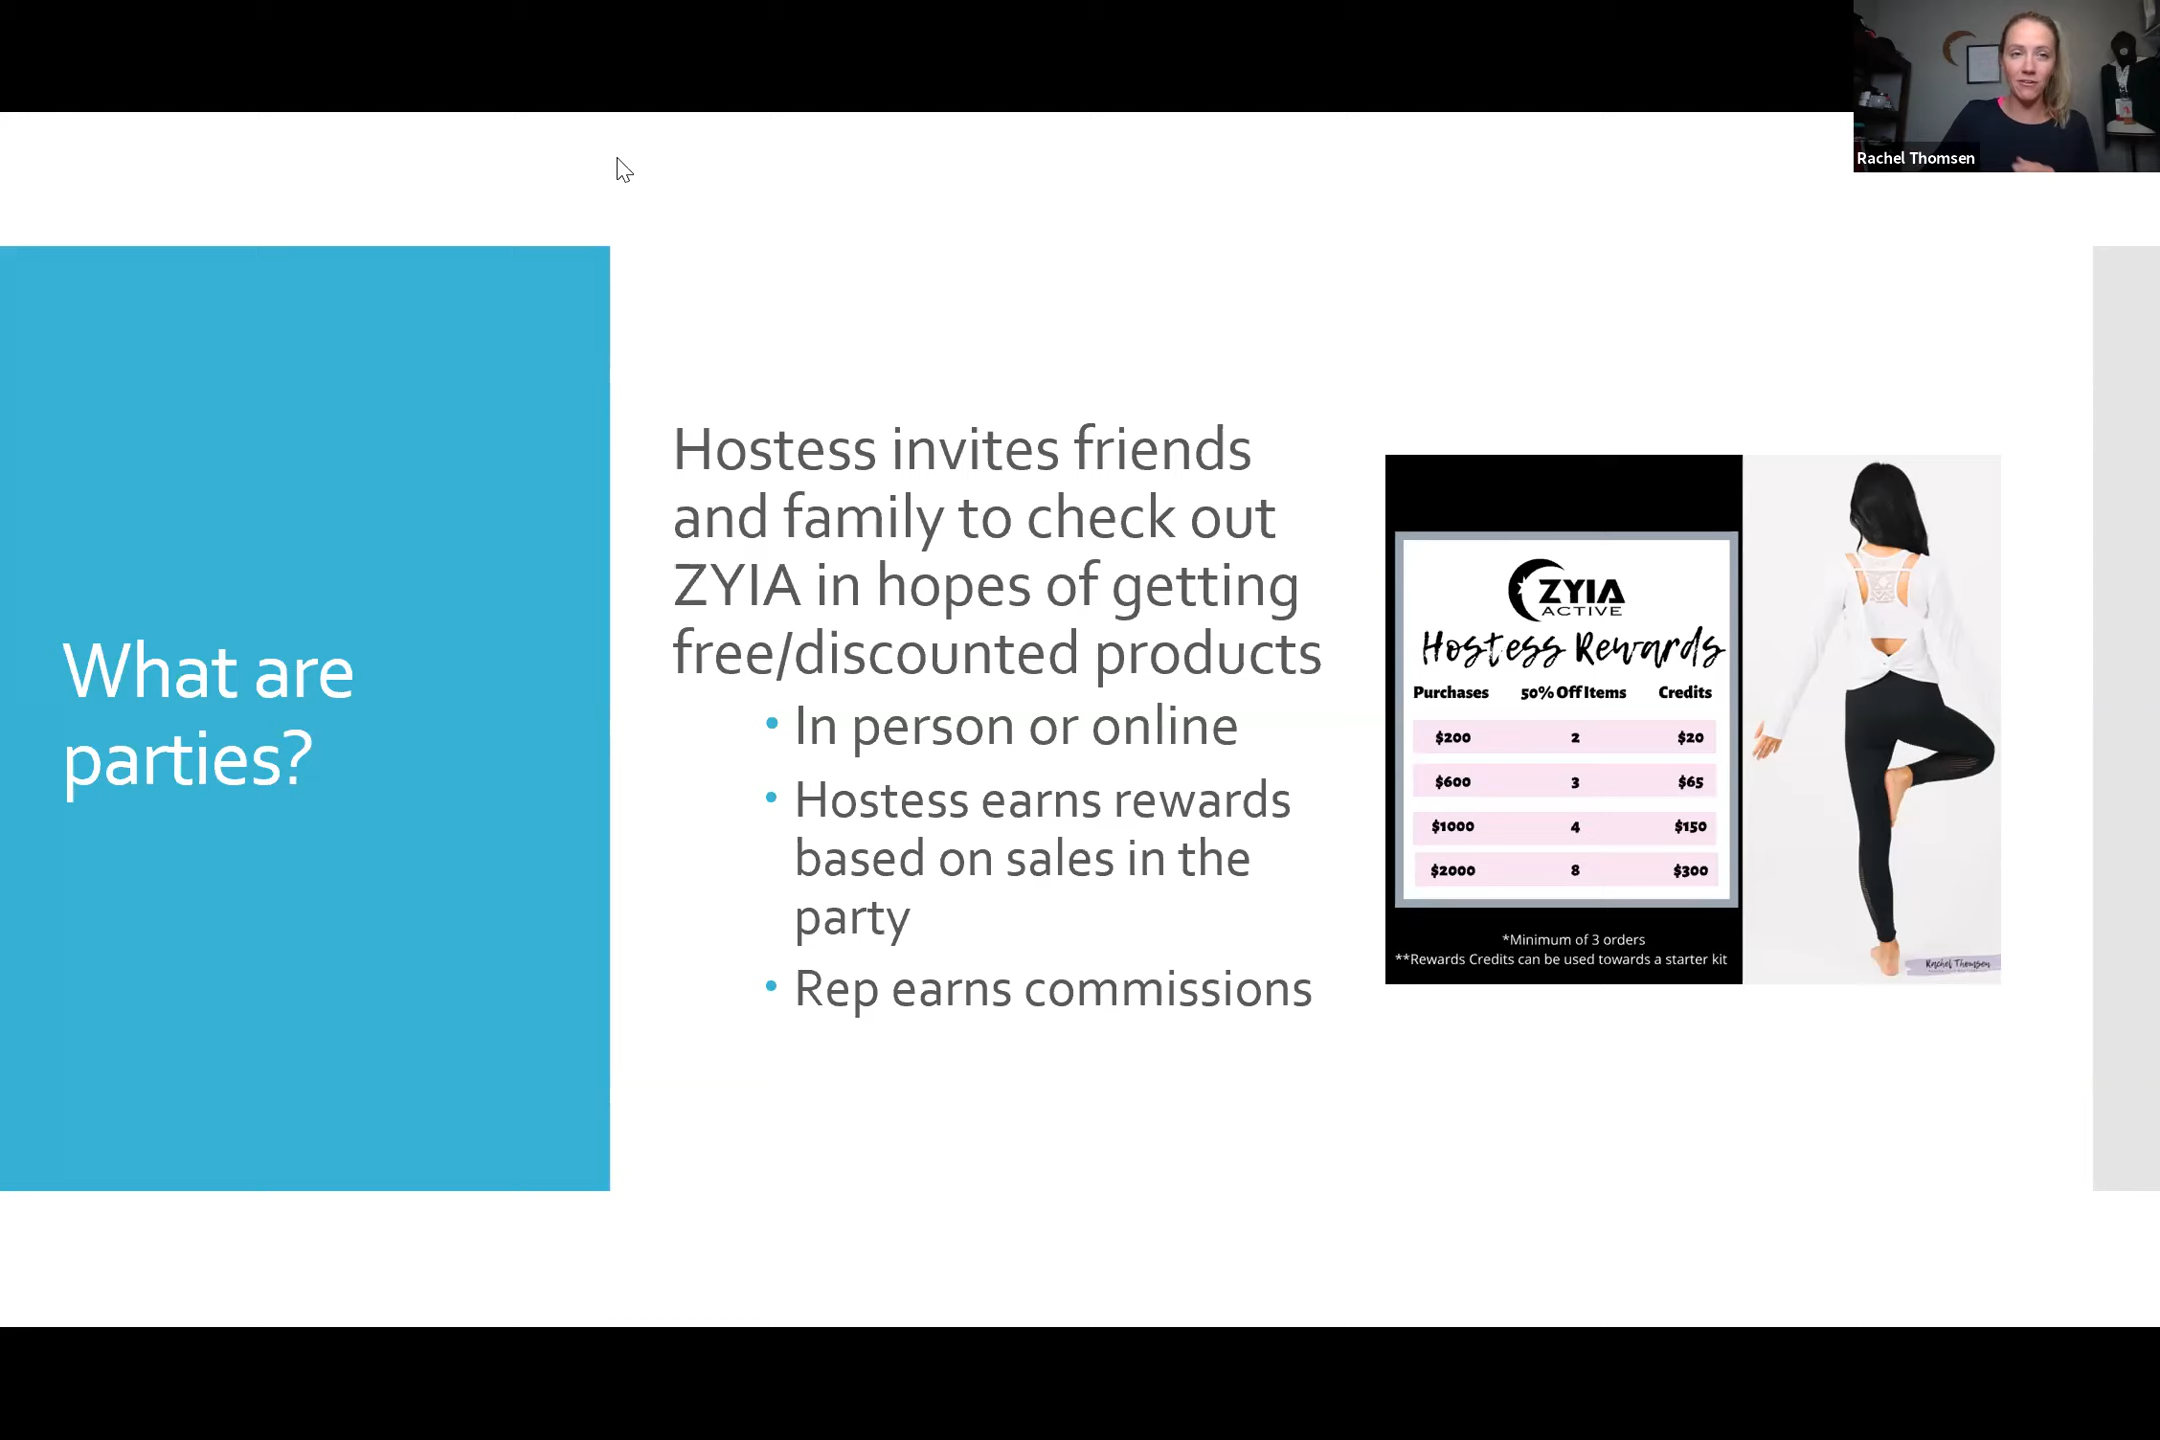 Rachel Thomsen
What are
parties?
Hostess invites friends
and family to check out
ZYIA in hopes of getting
free/discounted products
• In person or online
• Hostess earns rewards
based on sales in the
party
• Rep earns commissions
ZYIA
ACTIVE
Hostess Rewards
Purchases 50% Off Items Credits
$200 2 $20
$600 3 $65
$1000 4 $150
$2000 8 $300
*Minimum of 3 orders
**Rewards Credits can be used towards a starter kit
Rachel Thomsen